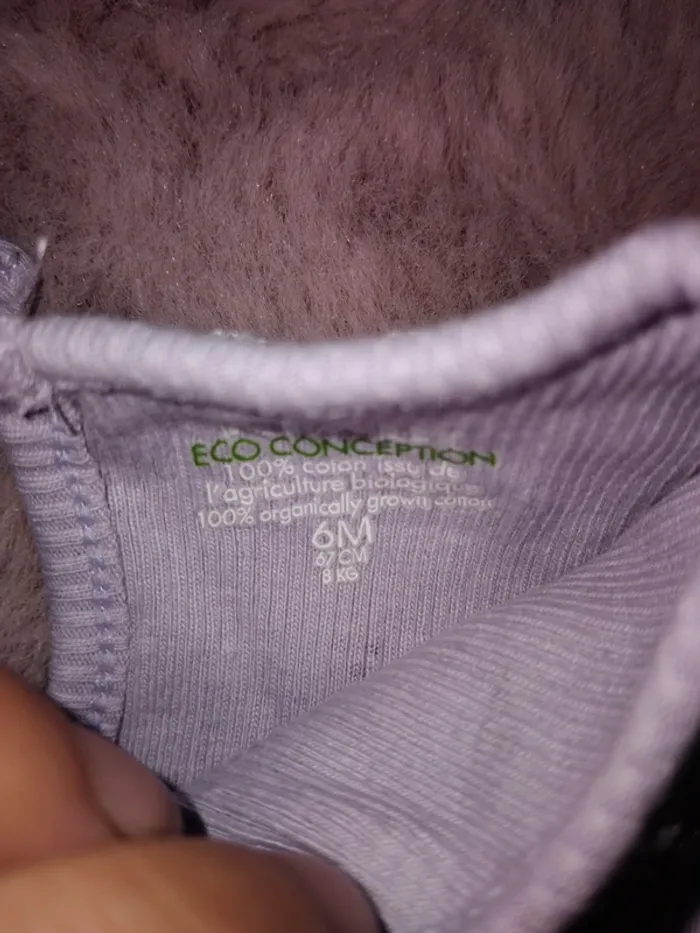 ECO CONCEPTION
100% coton issu de
l'agriculture biologique
100% organically grown cotton
6M
67 CM
8 KG